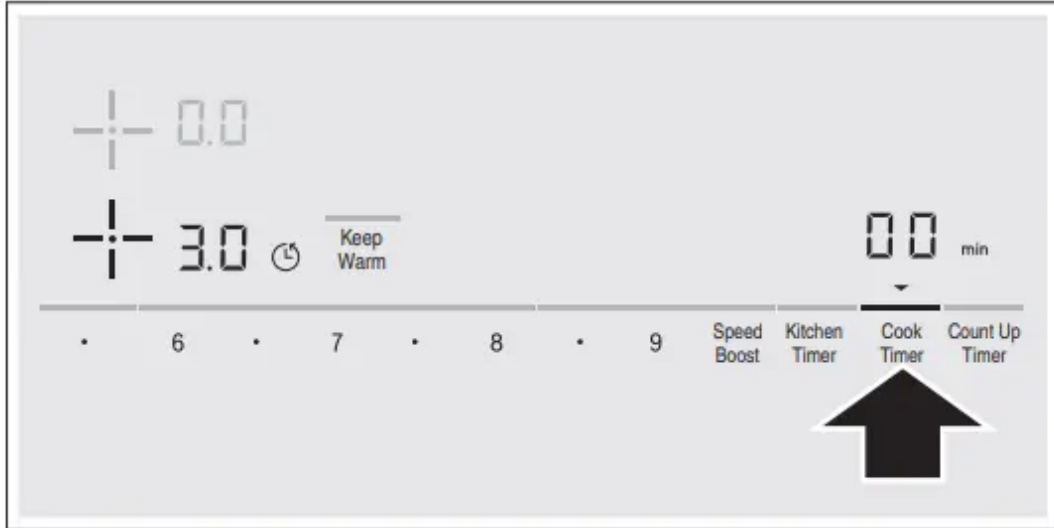 0.0
3.0 Keep Warm 00 min
· 6 · 7 · 8 · 9 Speed Boost Kitchen Timer Cook Timer Count Up Timer